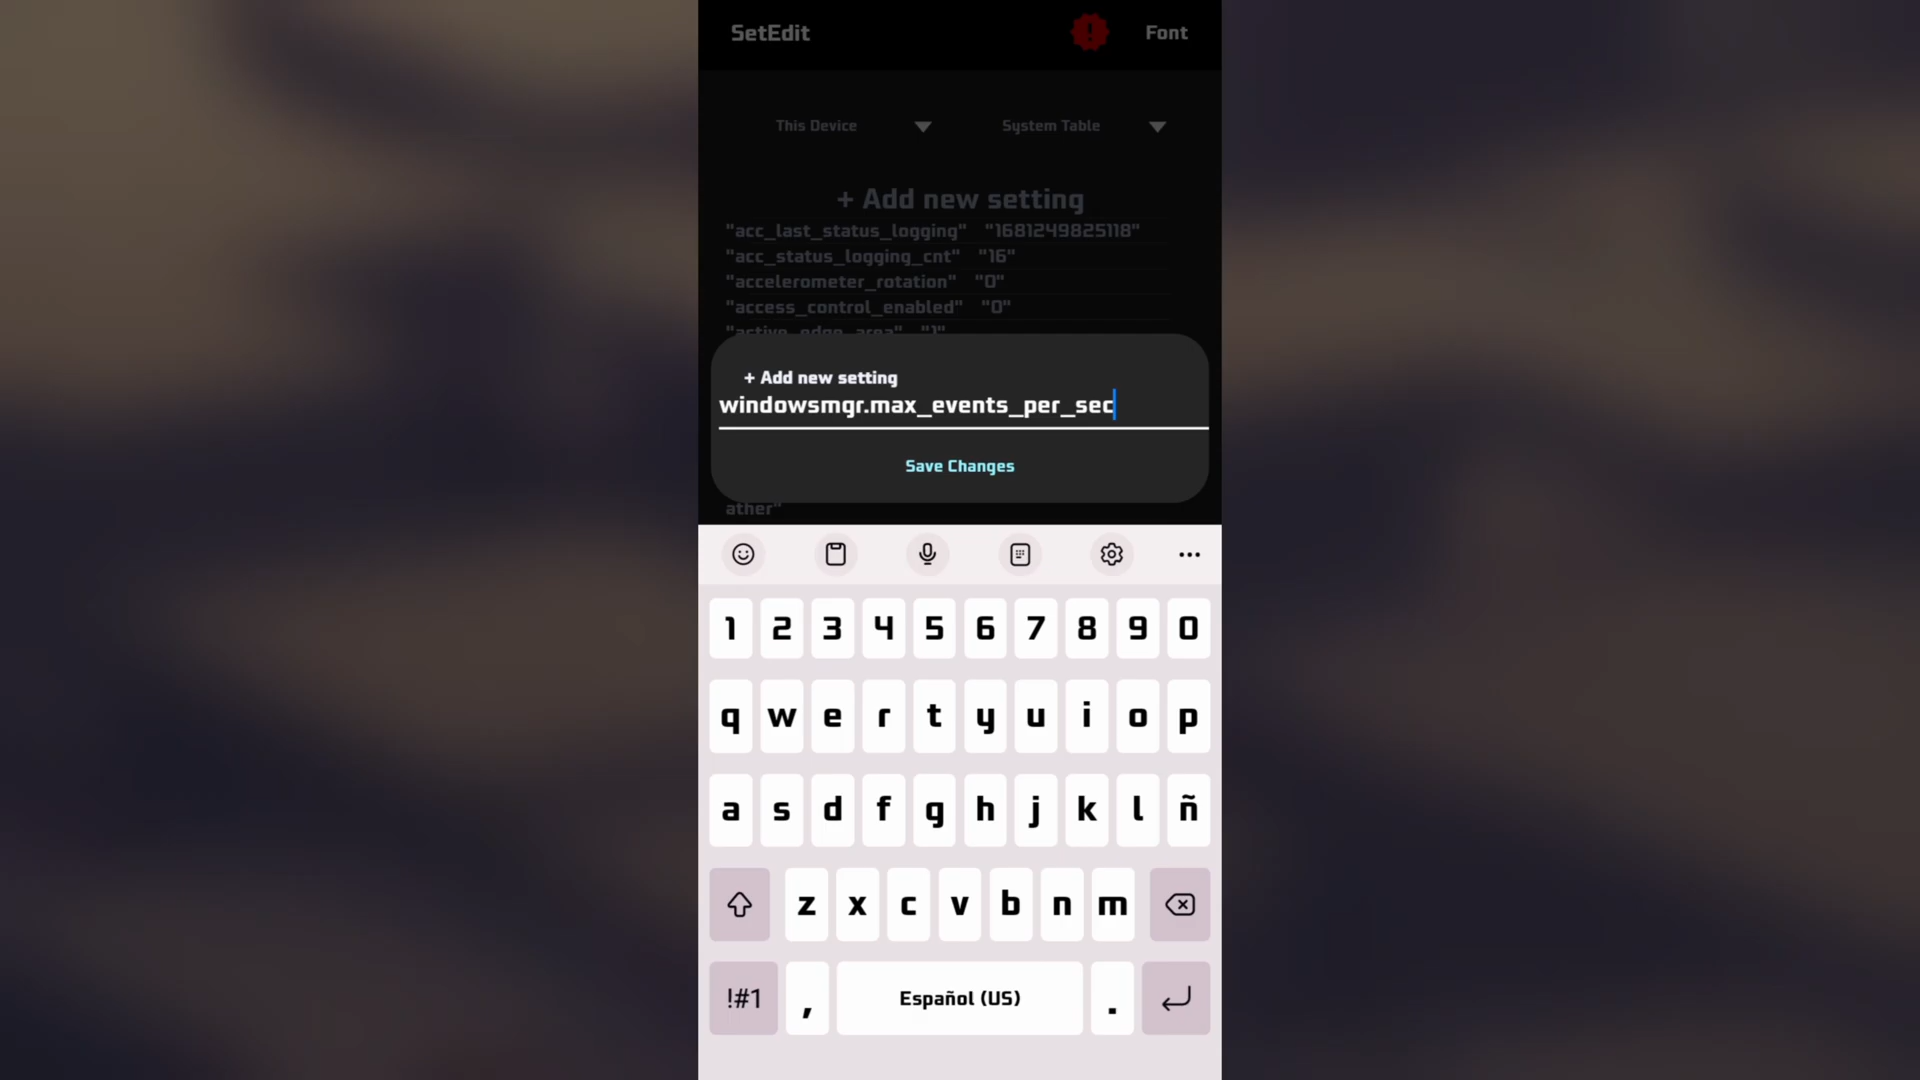 SetEdit
Font
This Device
System Table
+ Add new setting
"acc_last_status_logging" "1681249825118"
"acc_status_logging_cnt" "16"
"accelerometer_rotation" "0"
"access_control_enabled" "0"
"active_edge_area" "1"
+ Add new setting
windowsmgr.max_events_per_sec
Save Changes
ather"
1 2 3 4 5 6 7 8 9 0
q w e r t y u i o p
a s d f g h j k l ñ
z x c v b n m
!#1 , Español (US) .